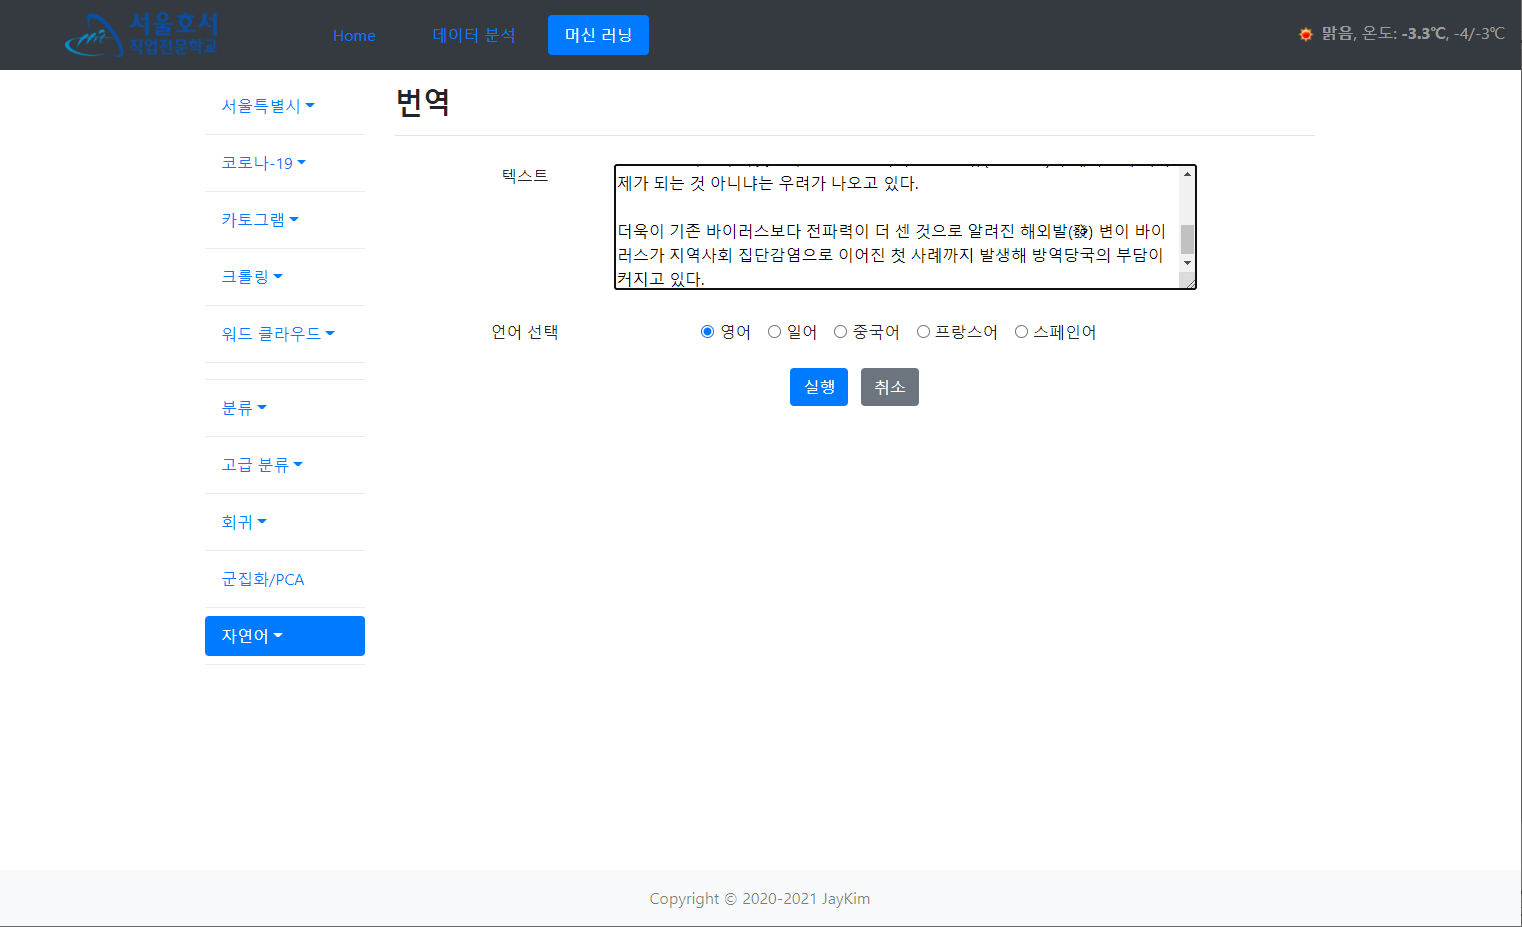 서울호서
직업전문학교
Home
데이터 분석
머신 러닝
맑음, 온도: -3.3℃, -4/-3℃
서울특별시
코로나-19
카토그램
크롤링
워드 클라우드
분류
고급 분류
회귀
군집화/PCA
자연어
번역
텍스트
제가 되는 것 아니냐는 우려가 나오고 있다.
더욱이 기존 바이러스보다 전파력이 더 센 것으로 알려진 해외발(發) 변이 바이
러스가 지역사회 집단감염으로 이어진 첫 사례까지 발생해 방역당국의 부담이
커지고 있다.
언어 선택
영어 일어 중국어 프랑스어 스페인어
실행 취소
Copyright © 2020-2021 JayKim